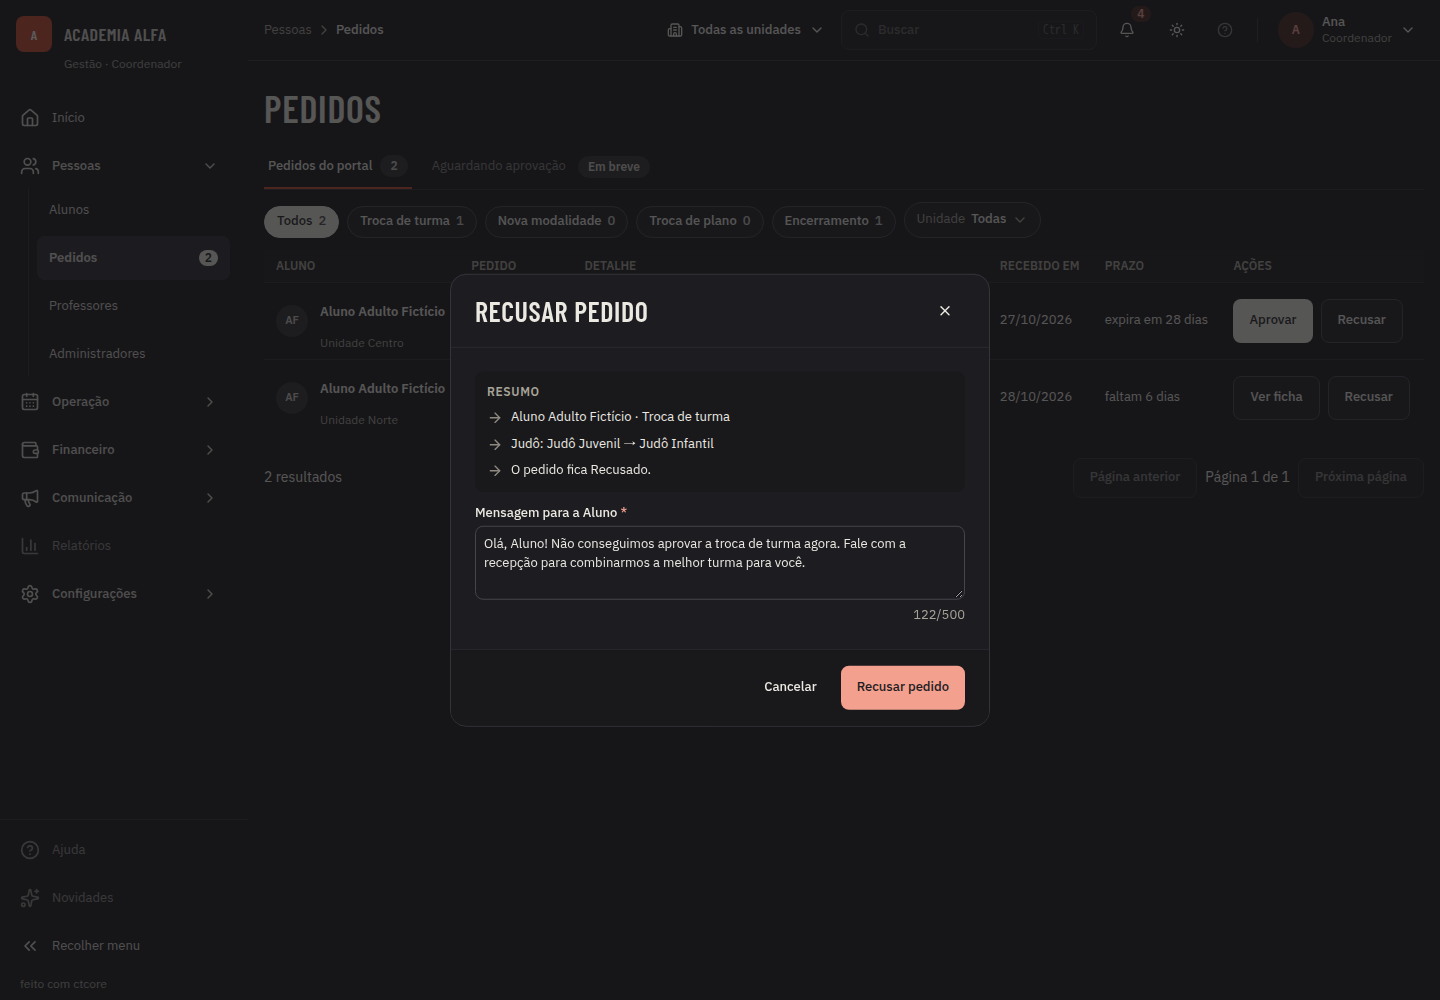 A
ACADEMIA ALFA
Gestão · Coordenador
Pessoas > Pedidos
Todas as unidades
Buscar
Ctrl K
4
A
Ana
Coordenador
Início
Pessoas
Alunos
Pedidos 2
Professores
Administradores
Operação
Financeiro
Comunicação
Relatórios
Configurações
Ajuda
Novidades
Recolher menu
feito com ctcore
PEDIDOS
Pedidos do portal 2
Aguardando aprovação Em breve
Todos 2
Troca de turma 1
Nova modalidade 0
Troca de plano 0
Encerramento 1
Unidade Todas
ALUNO PEDIDO DETALHE RECEBIDO EM PRAZO AÇÕES
AF Aluno Adulto Fictício 27/10/2026 expira em 28 dias Aprovar Recusar
Unidade Centro
AF Aluno Adulto Fictício 28/10/2026 faltam 6 dias Ver ficha Recusar
Unidade Norte
2 resultados
Página anterior Página 1 de 1 Próxima página
RECUSAR PEDIDO
RESUMO
→ Aluno Adulto Fictício · Troca de turma
→ Judô: Judô Juvenil → Judô Infantil
→ O pedido fica Recusado.
Mensagem para a Aluno *
Olá, Aluno! Não conseguimos aprovar a troca de turma agora. Fale com a
recepção para combinarmos a melhor turma para você.
122/500
Cancelar
Recusar pedido